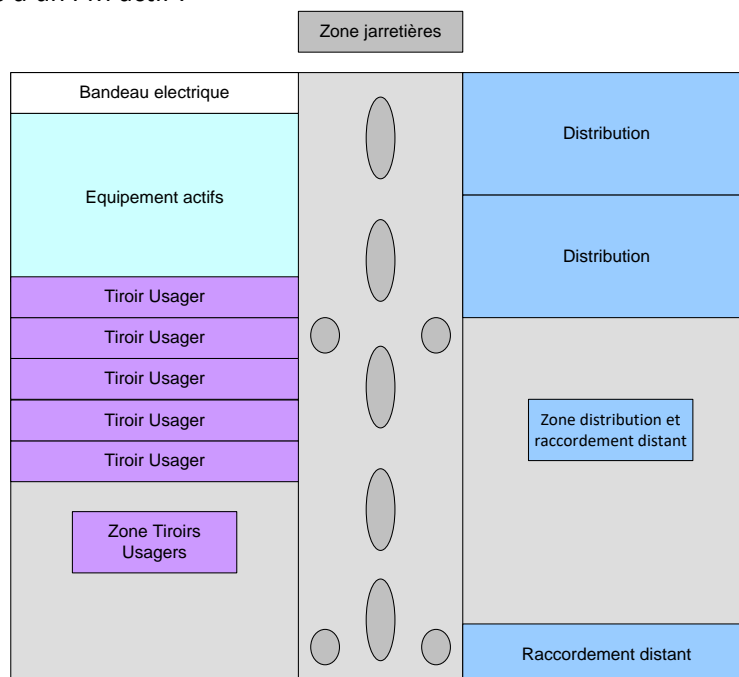 Zone jarretières
Bandeau electrique
Equipement actifs
Tiroir Usager
Tiroir Usager
Tiroir Usager
Tiroir Usager
Tiroir Usager
Zone Tiroirs
Usagers
Distribution
Distribution
Zone distribution et
raccordement distant
Raccordement distant